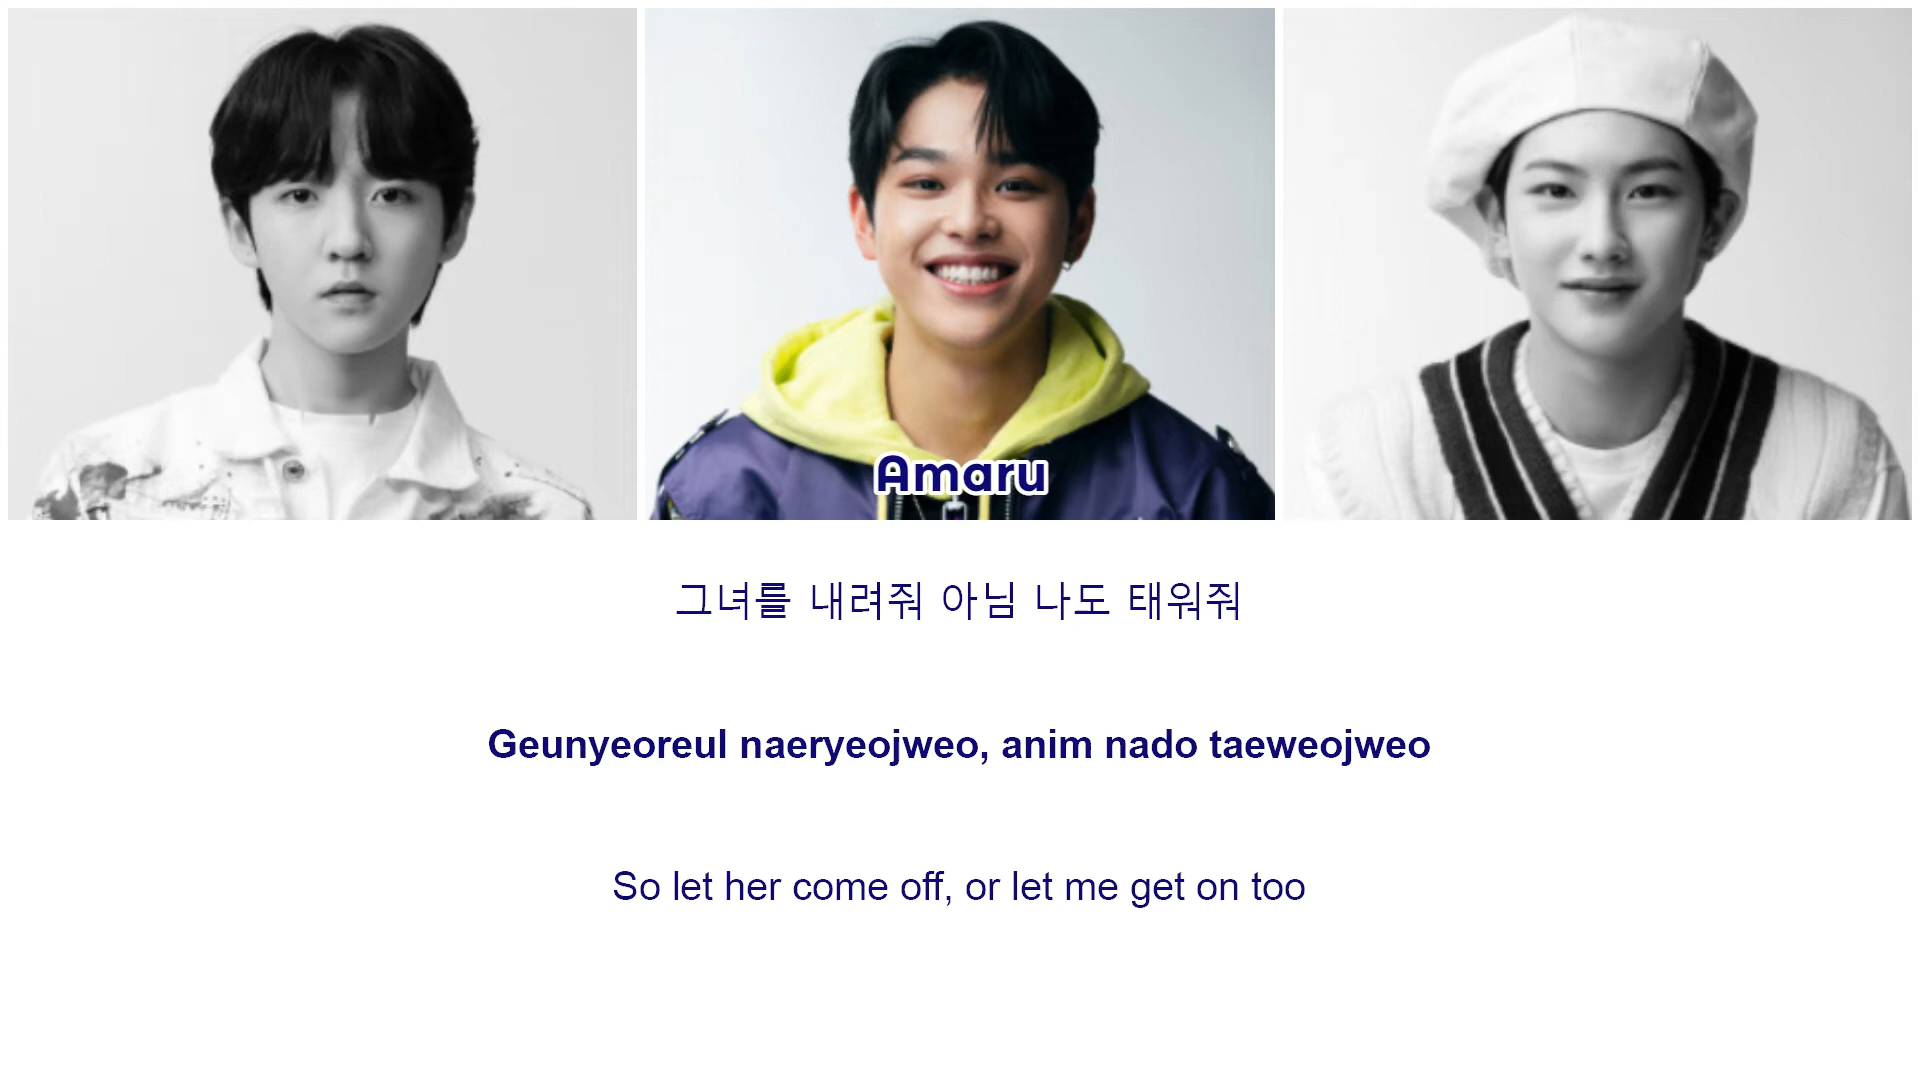 Amaru
그녀를 내려줘 아님 나도 태워줘
Geunyeoreul naeryeojweo, anim nado taeweojweo
So let her come off, or let me get on too